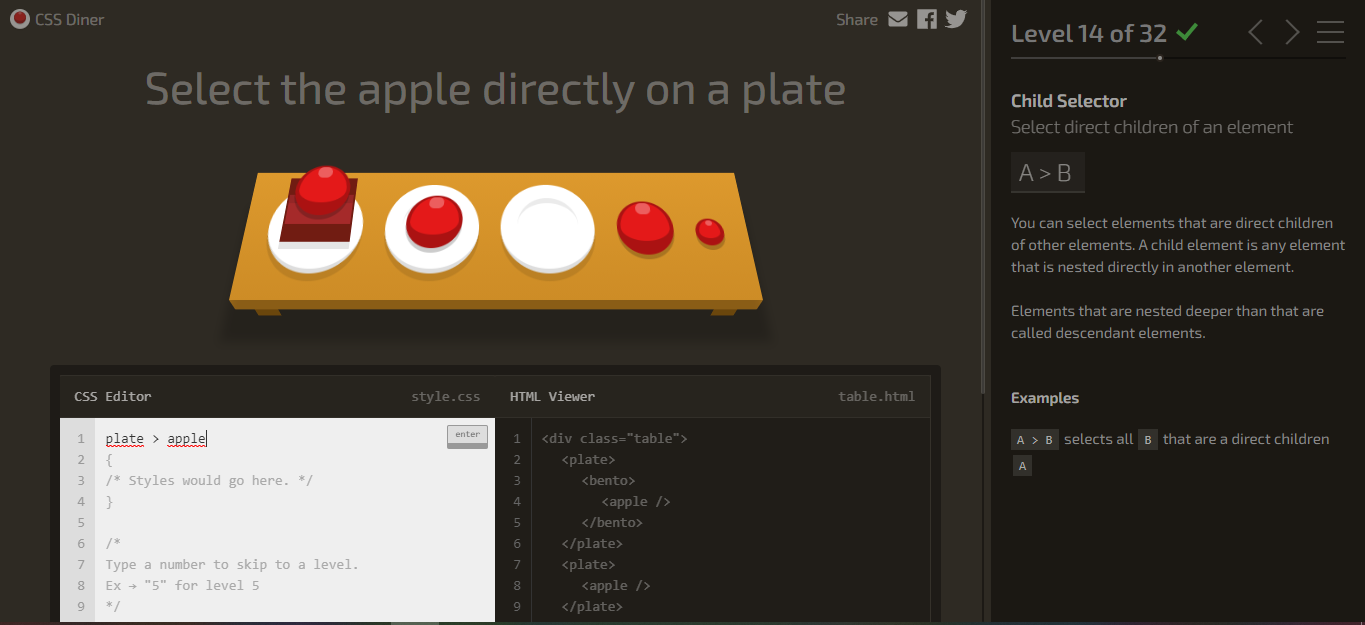 CSS Diner
Share
Select the apple directly on a plate
CSS Editor
style.css
1 plate > apple
enter
2 {
3 /* Styles would go here. */
4 }
5
6 /*
7 Type a number to skip to a level.
8 Ex → "5" for level 5
9 */
HTML Viewer
table.html
1 <div class="table">
2 <plate>
3 <bento>
4 <apple />
5 </bento>
6 </plate>
7 <plate>
8 <apple />
9 </plate>
Level 14 of 32
Child Selector
Select direct children of an element
A > B
You can select elements that are direct children
of other elements. A child element is any element
that is nested directly in another element.
Elements that are nested deeper than that are
called descendant elements.
Examples
A > B selects all B that are a direct children
A